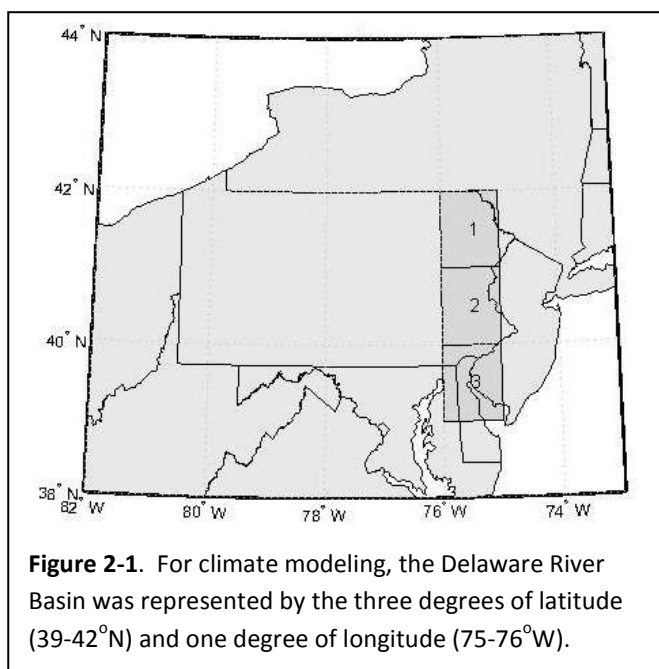 44° N
42° N
1
2
40° N
3
38° N
82° W
80° W
78° W
76° W
74° W
Figure 2-1. For climate modeling, the Delaware River
Basin was represented by the three degrees of latitude
(39-42°N) and one degree of longitude (75-76°W).